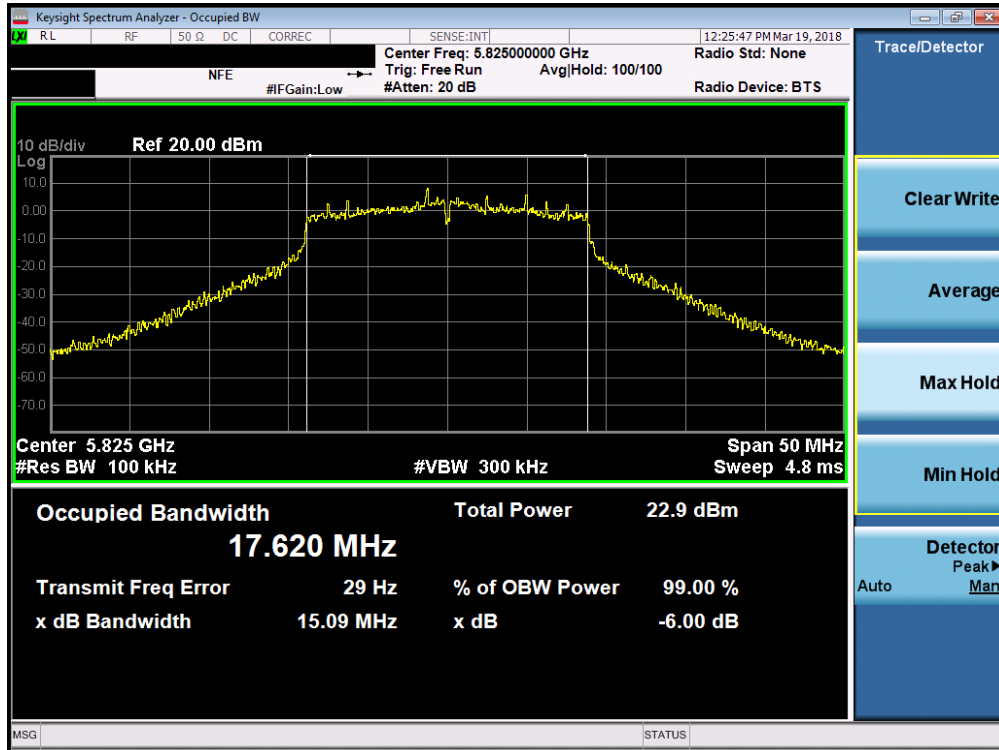 Keysight Spectrum Analyzer - Occupied BW
LXI RL RF 50 Ω DC CORREC SENSE:INT 12:25:47 PM Mar 19, 2018
Center Freq: 5.825000000 GHz Radio Std: None
NFE Trig: Free Run Avg|Hold: 100/100
#IFGain:Low #Atten: 20 dB Radio Device: BTS
Trace/Detector
10 dB/div Ref 20.00 dBm
Log
10.0
0.00
-10.0
-20.0
-30.0
-40.0
-50.0
-60.0
-70.0
Center 5.825 GHz Span 50 MHz
#Res BW 100 kHz #VBW 300 kHz Sweep 4.8 ms
Occupied Bandwidth Total Power 22.9 dBm
17.620 MHz
Transmit Freq Error 29 Hz % of OBW Power 99.00 %
x dB Bandwidth 15.09 MHz x dB -6.00 dB
Clear Write
Average
Max Hold
Min Hold
Detector
Peak
Auto Man
MSG STATUS